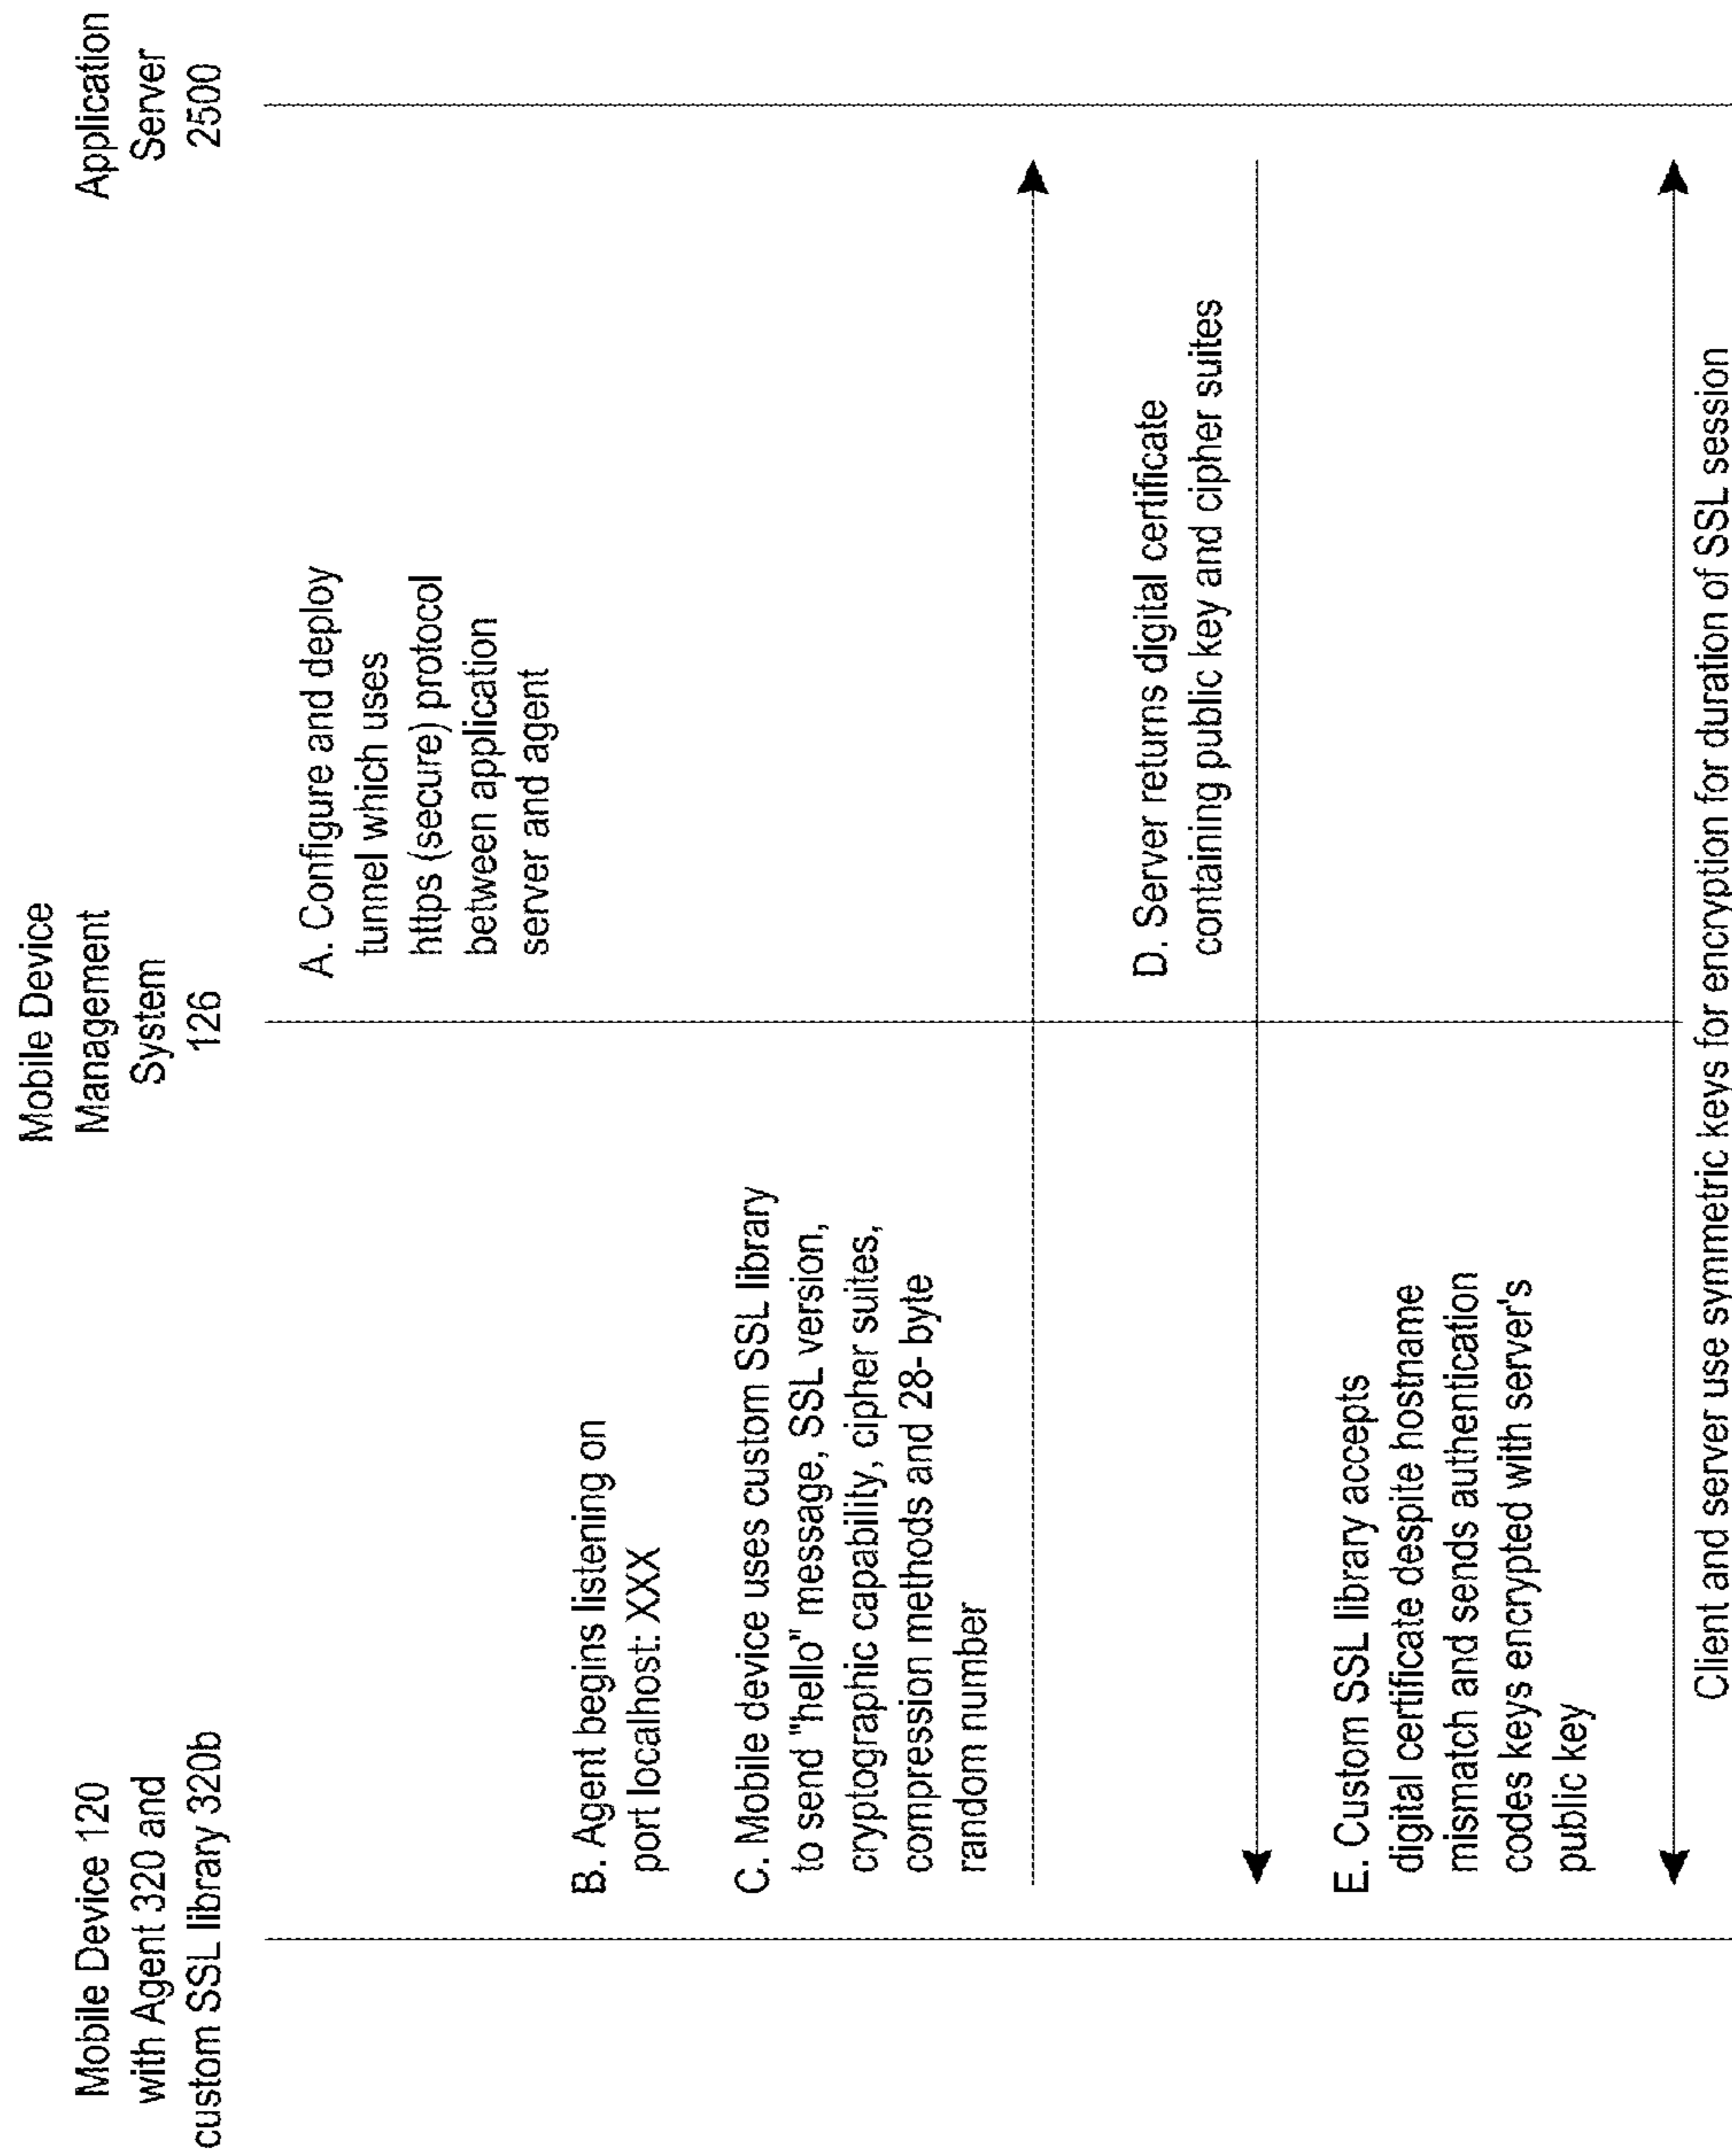 Mobile Device 120
with Agent 320 and
custom SSL library 320b
Mobile Device
Management
System
126
Application
Server
2500
A. Configure and deploy
tunnel which uses
https (secure) protocol
between application
server and agent
B. Agent begins listening on
port localhost: XXX
C. Mobile device uses custom SSL library
to send "hello" message, SSL version,
cryptographic capability, cipher suites,
compression methods and 28- byte
random number
D. Server returns digital certificate
containing public key and cipher suites
E. Custom SSL library accepts
digital certificate despite hostname
mismatch and sends authentication
codes keys encrypted with server's
public key
Client and server use symmetric keys for encryption for duration of SSL session